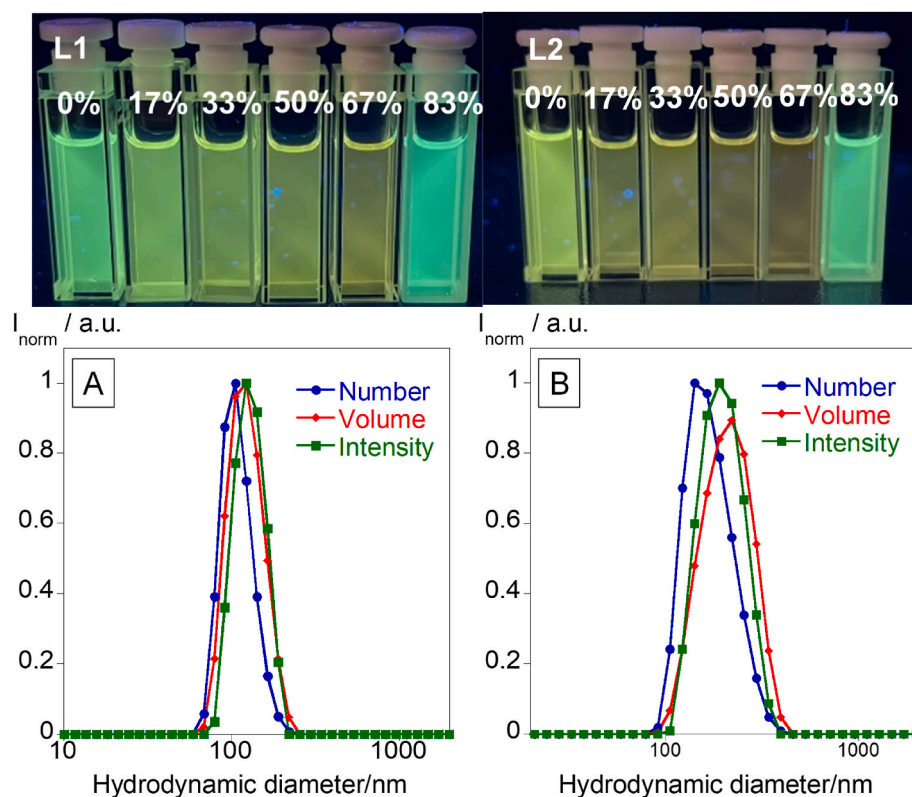 L1
0% 17% 33% 50% 67% 83%
L2
0% 17% 33% 50% 67% 83%
I norm / a.u.
A
Number
Volume
Intensity
1
0.8
0.6
0.4
0.2
0
10 100 1000
Hydrodynamic diameter/nm
I norm / a.u.
B
Number
Volume
Intensity
1
0.8
0.6
0.4
0.2
0
100 1000
Hydrodynamic diameter/nm